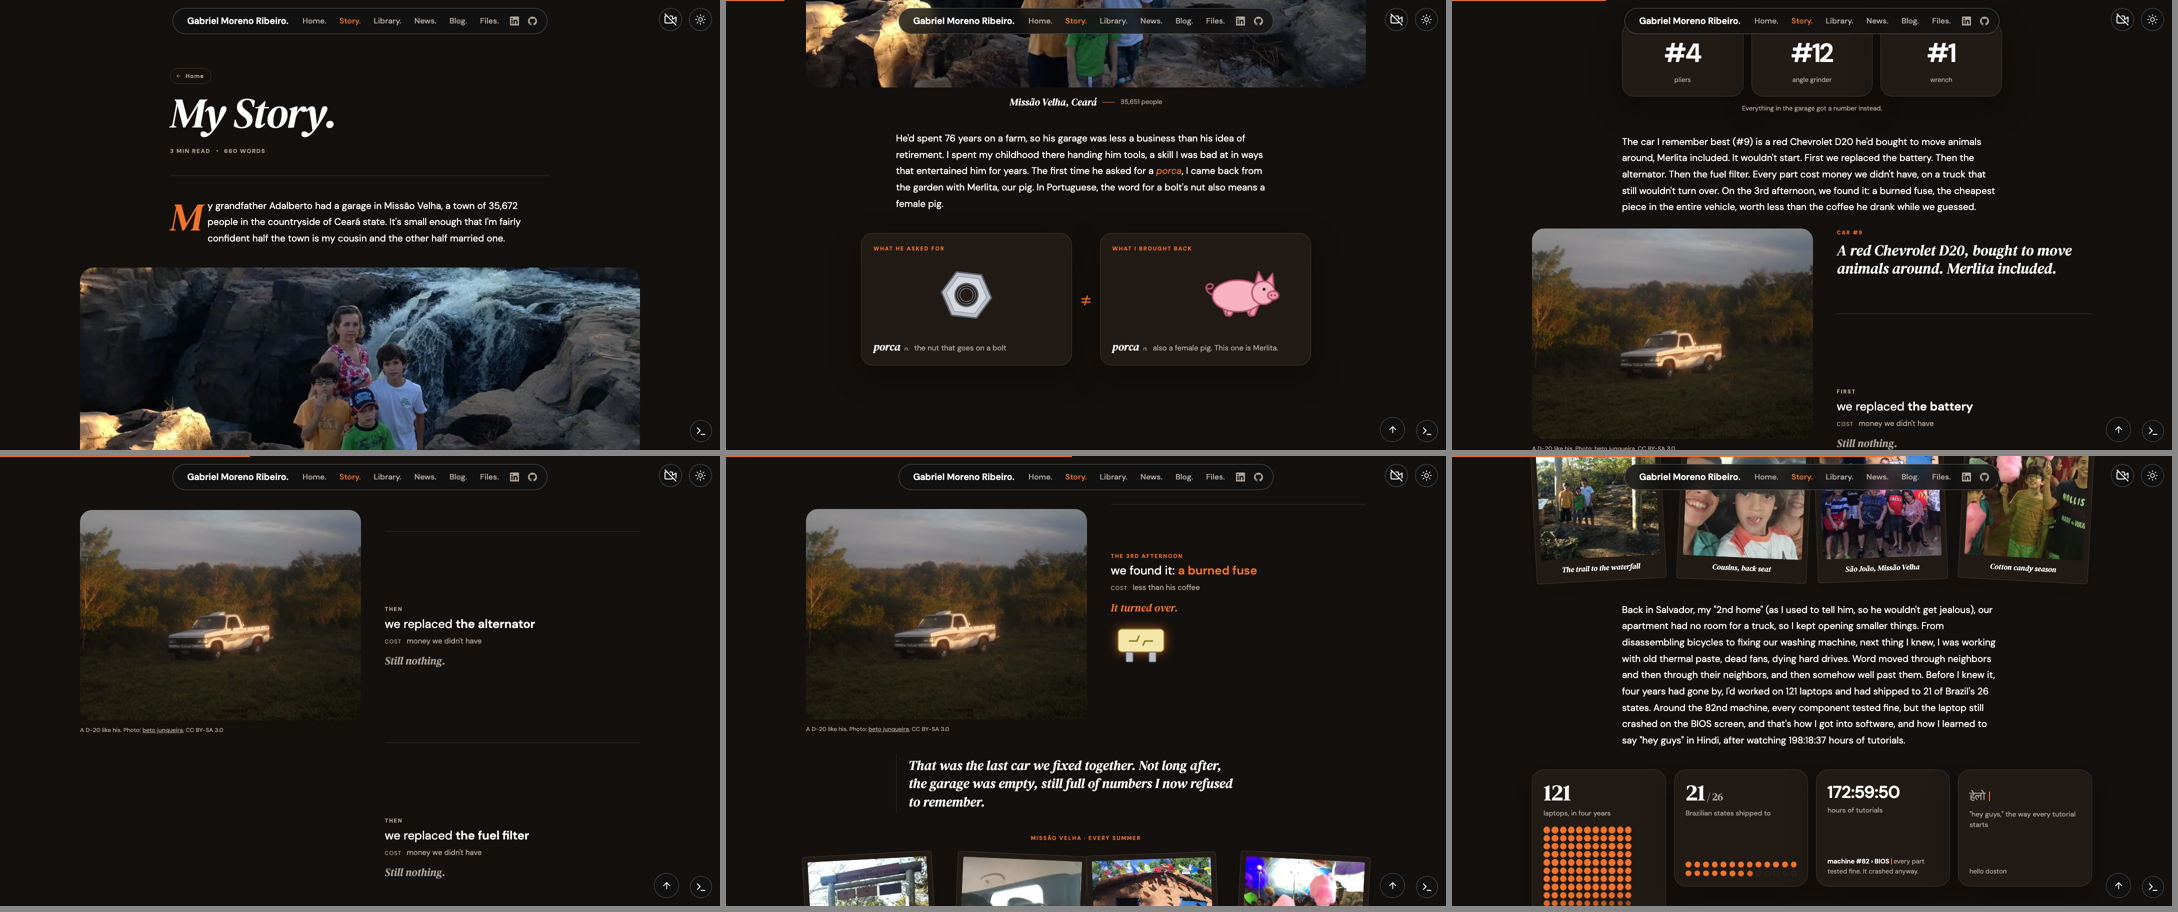 Gabriel Moreno Ribeiro. Home. Story. Library. News. Blog. Files.
← Home
My Story.
3 MIN READ • 660 WORDS
My grandfather Adalberto had a garage in Missão Velha, a town of 35,672
people in the countryside of Ceará state. It's small enough that I'm fairly
confident half the town is my cousin and the other half married one.
Gabriel Moreno Ribeiro. Home. Story. Library. News. Blog. Files.
Missão Velha, Ceará — 35,651 people
He'd spent 76 years on a farm, so his garage was less a business than his idea of
retirement. I spent my childhood there handing him tools, a skill I was bad at in ways
that entertained him for years. The first time he asked for a porca, I came back from
the garden with Merlita, our pig. In Portuguese, the word for a bolt's nut also means a
female pig.
WHAT HE ASKED FOR
porca n. the nut that goes on a bolt
≠
WHAT I BROUGHT BACK
porca n. also a female pig. This one is Merlita.
Gabriel Moreno Ribeiro. Home. Story. Library. News. Blog. Files.
#4
pliers
#12
angle grinder
#1
wrench
Everything in the garage got a number instead.
The car I remember best (#9) is a red Chevrolet D20 he'd bought to move animals
around, Merlita included. It wouldn't start. First we replaced the battery. Then the
alternator. Then the fuel filter. Every part cost money we didn't have, on a truck that
still wouldn't turn over. On the 3rd afternoon, we found it: a burned fuse, the cheapest
piece in the entire vehicle, worth less than the coffee he drank while we guessed.
CAR #9
A red Chevrolet D20, bought to move
animals around. Merlita included.
FIRST
we replaced the battery
COST money we didn't have
Still nothing.
A D-20 like his. Photo: beto junqueira, CC BY-SA 3.0
Gabriel Moreno Ribeiro. Home. Story. Library. News. Blog. Files.
THEN
we replaced the alternator
COST money we didn't have
Still nothing.
A D-20 like his. Photo: beto junqueira, CC BY-SA 3.0
THEN
we replaced the fuel filter
COST money we didn't have
Still nothing.
Gabriel Moreno Ribeiro. Home. Story. Library. News. Blog. Files.
THE 3RD AFTERNOON
we found it: a burned fuse
COST less than his coffee
It turned over.
A D-20 like his. Photo: beto junqueira, CC BY-SA 3.0
That was the last car we fixed together. Not long after,
the garage was empty, still full of numbers I now refused
to remember.
MISSÃO VELHA · EVERY SUMMER
Gabriel Moreno Ribeiro. Home. Story. Library. News. Blog. Files.
The trail to the waterfall
Cousins, back seat
São João, Missão Velha
Cotton candy season
Back in Salvador, my "2nd home" (as I used to tell him, so he wouldn't get jealous), our
apartment had no room for a truck, so I kept opening smaller things. From
disassembling bicycles to fixing our washing machine, next thing I knew, I was working
with old thermal paste, dead fans, dying hard drives. Word moved through neighbors
and then through their neighbors, and then somehow well past them. Before I knew it,
four years had gone by, I'd worked on 121 laptops and had shipped to 21 of Brazil's 26
states. Around the 82nd machine, every component tested fine, but the laptop still
crashed on the BIOS screen, and that's how I got into software, and how I learned to
say "hey guys" in Hindi, after watching 198:18:37 hours of tutorials.
121
laptops, in four years
21 / 26
Brazilian states shipped to
172:59:50
hours of tutorials
machine #82 › BIOS | every part
tested fine. It crashed anyway.
हेलो |
"hey guys," the way every tutorial
starts
hello doston